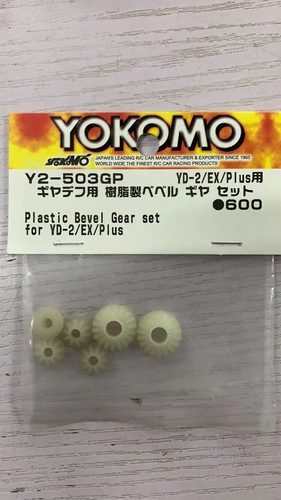 YOKOMO
YOKOMO JAPAN'S LEADING R/C CAR MANUFACTURER & EXPORTER SINCE 1965
WORLD WIDE THE FINEST R/C CAR RACING PRODUCTS
Y2-503GP YD-2/EX/Plus用
ギヤデフ用 樹脂製ベベル ギヤ セット
●600
Plastic Bevel Gear set
for YD-2/EX/Plus